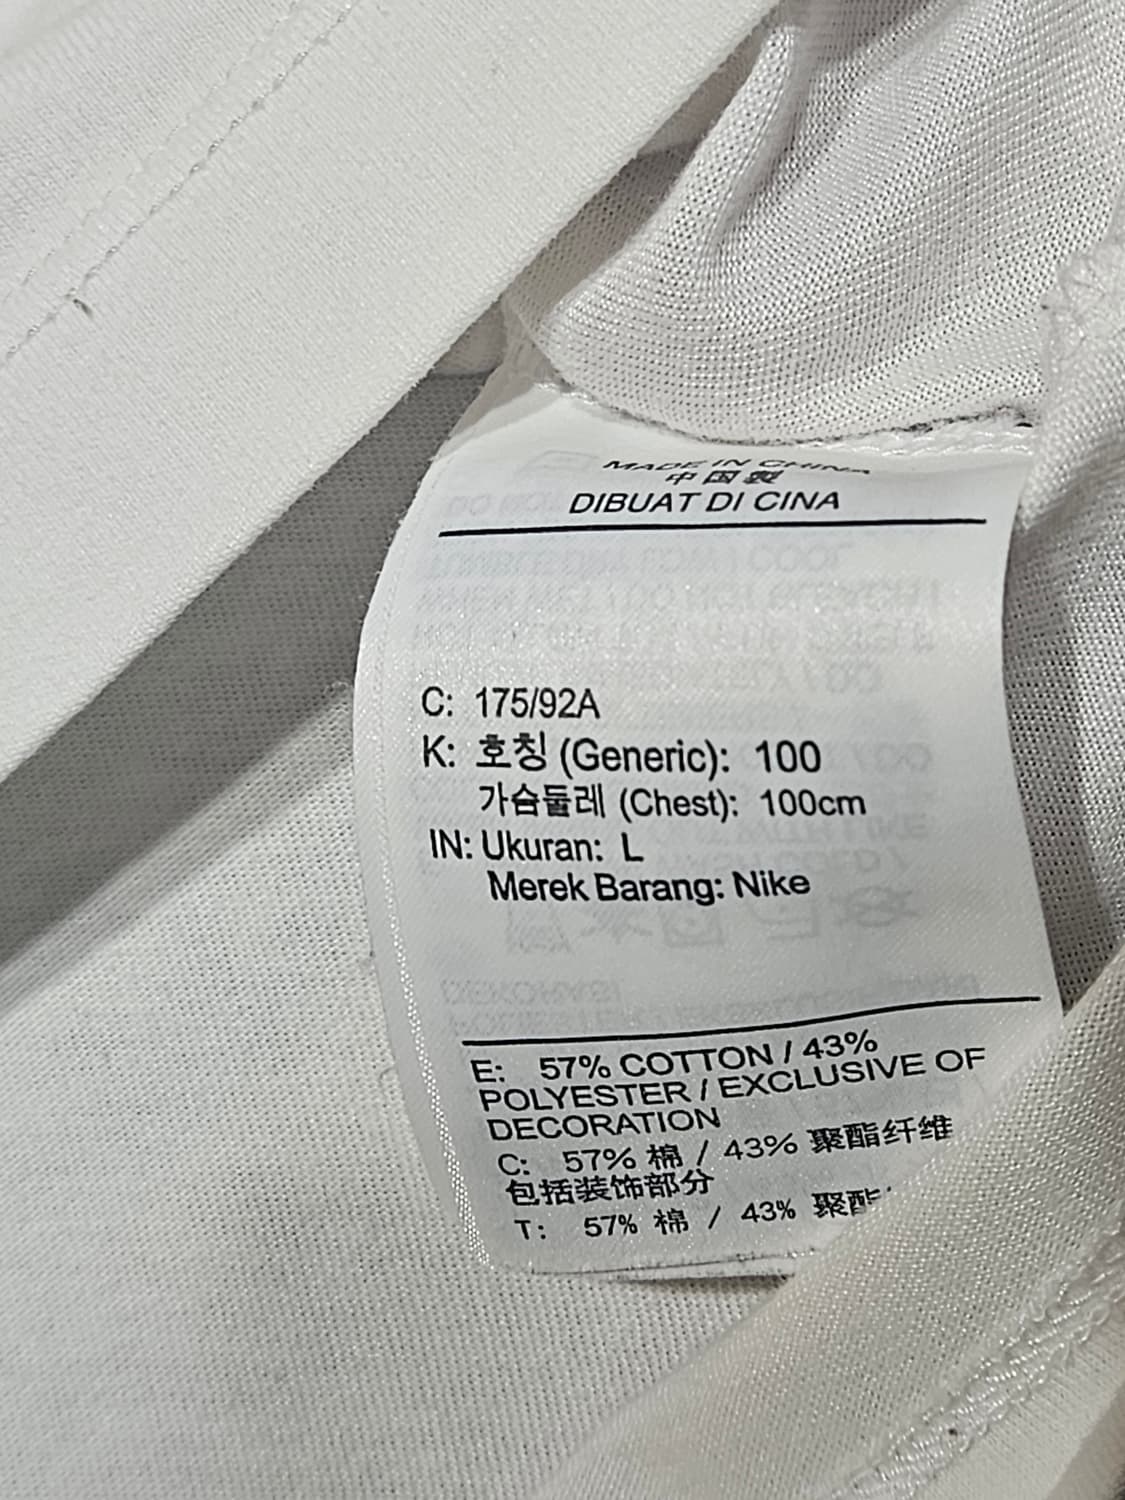 MADE IN CHINA
中国製
DIBUAT DI CINA
C: 175/92A
K: 호칭 (Generic): 100
가슴둘레 (Chest): 100cm
IN: Ukuran: L
Merek Barang: Nike
E: 57% COTTON / 43%
POLYESTER / EXCLUSIVE OF
DECORATION
C: 57% 棉 / 43% 聚酯纤维
包括装饰部分
T: 57% 棉 / 43% 聚酯